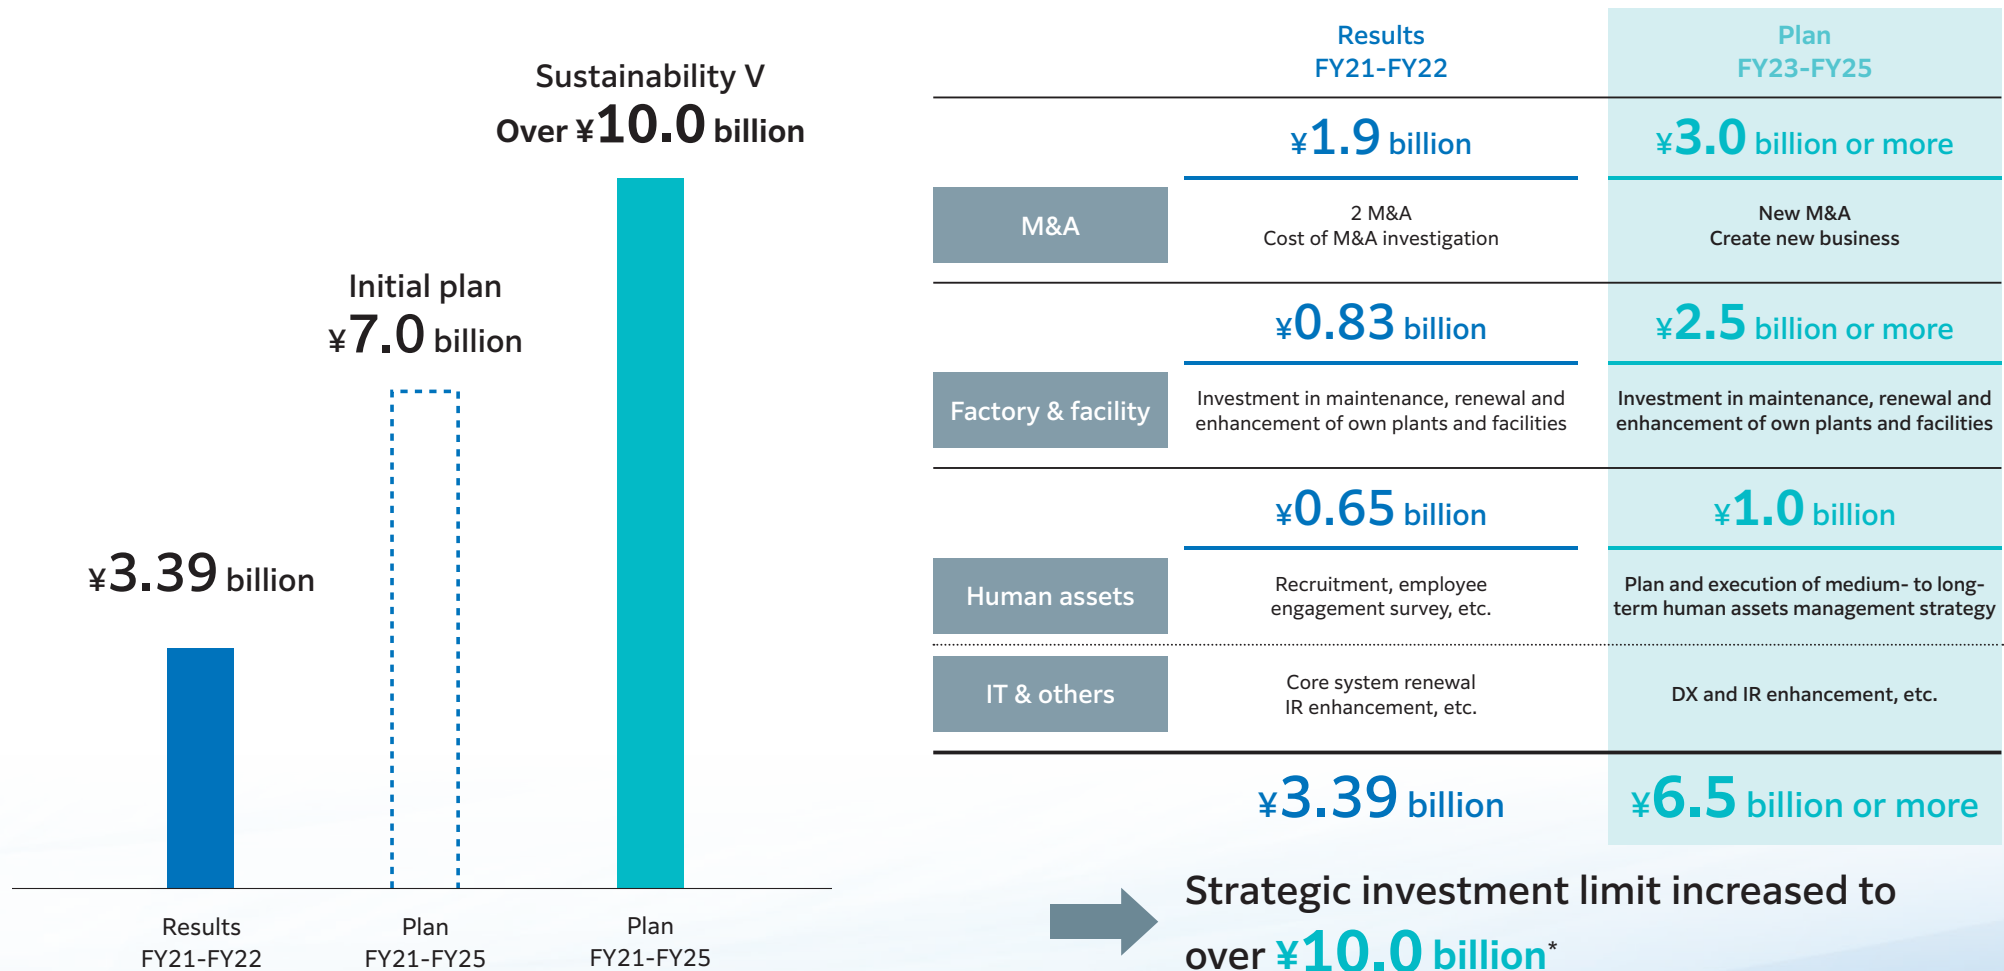 Sustainability V
Over ¥10.0 billion
Initial plan
¥7.0 billion
¥3.39 billion
Results
FY21-FY22
Plan
FY21-FY25
Plan
FY21-FY25
Results
FY21-FY22
Plan
FY23-FY25
¥1.9 billion
¥3.0 billion or more
M&A
2 M&A
Cost of M&A investigation
New M&A
Create new business
¥0.83 billion
¥2.5 billion or more
Factory & facility
Investment in maintenance, renewal and
enhancement of own plants and facilities
Investment in maintenance, renewal and
enhancement of own plants and facilities
¥0.65 billion
¥1.0 billion
Human assets
Recruitment, employee
engagement survey, etc.
Plan and execution of medium- to long-
term human assets management strategy
IT & others
Core system renewal
IR enhancement, etc.
DX and IR enhancement, etc.
¥3.39 billion
¥6.5 billion or more
Strategic investment limit increased to
over ¥10.0 billion*